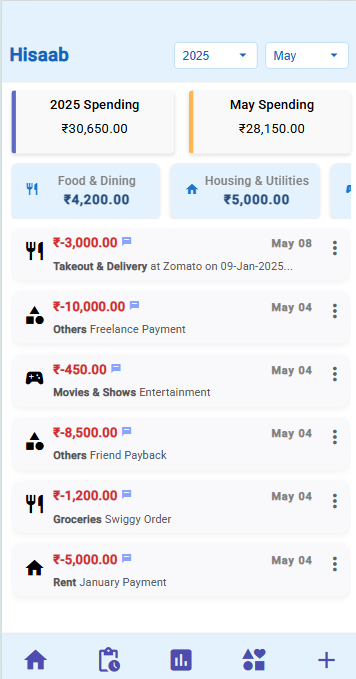 Hisaab
2025 May
2025 Spending
₹30,650.00
May Spending
₹28,150.00
Food & Dining
₹4,200.00
Housing & Utilities
₹5,000.00
₹-3,000.00 May 08
Takeout & Delivery at Zomato on 09-Jan-2025...
₹-10,000.00 May 04
Others Freelance Payment
₹-450.00 May 04
Movies & Shows Entertainment
₹-8,500.00 May 04
Others Friend Payback
₹-1,200.00 May 04
Groceries Swiggy Order
₹-5,000.00 May 04
Rent January Payment